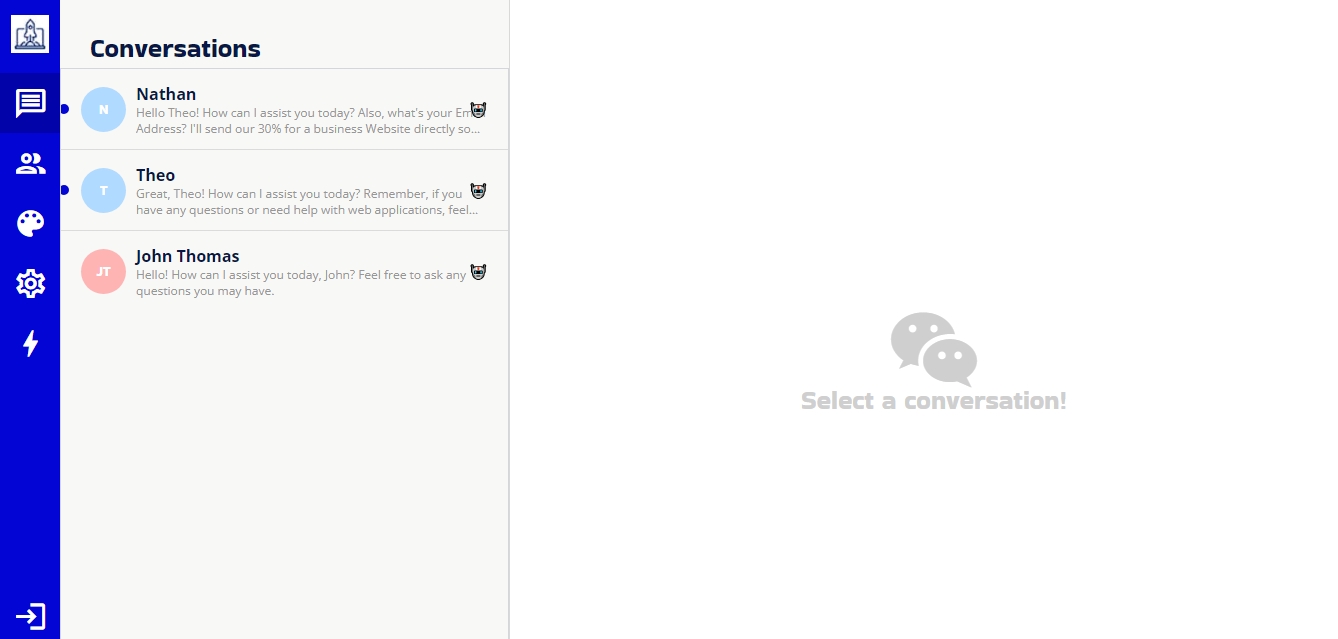 Conversations
N
Nathan
Hello Theo! How can I assist you today? Also, what's your Em
Address? I'll send our 30% for a business Website directly so...
T
Theo
Great, Theo! How can I assist you today? Remember, if you
have any questions or need help with web applications, feel...
JT
John Thomas
Hello! How can I assist you today, John? Feel free to ask any
questions you may have.
Select a conversation!